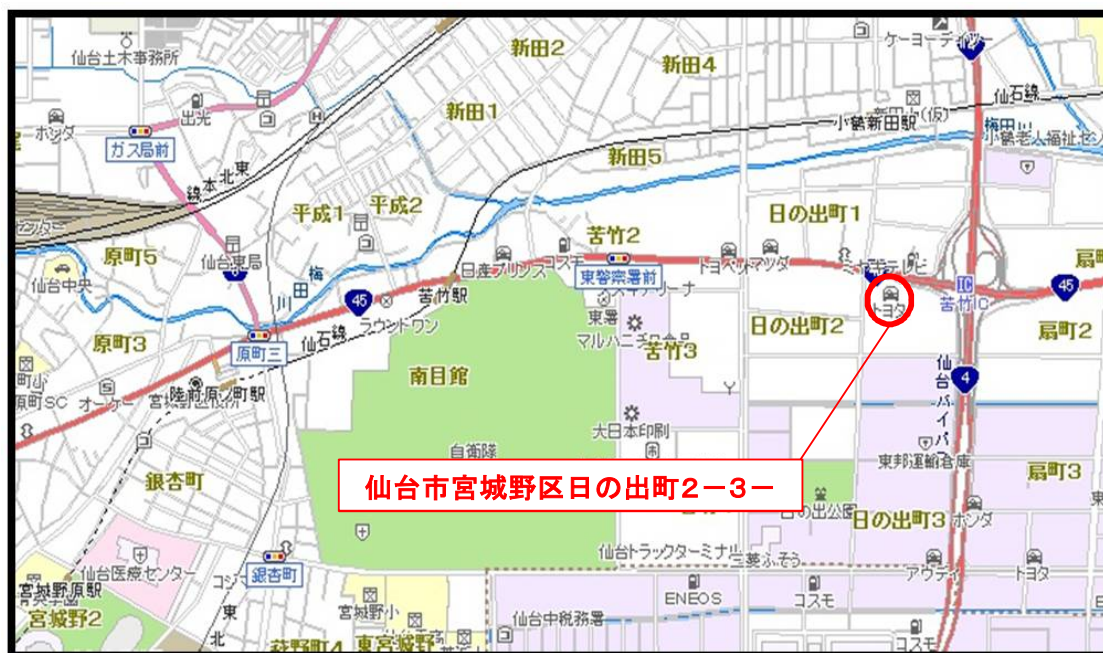 仙台土木事務所
新田2
新田4
ケーヨーデイツー
出光
新田1
ホンダ
ガス局前
仙石線
小鶴新田駅
梅田川
小鶴老人福祉セン
新田5
東北本線
平成1
平成2
日の出町1
センター
原町5
仙台東局
苦竹2
扇町
仙台中央
梅田川
日産プリンス
コスモ
東警察署前
トヨペット
マツダ
ミヤギテレビ
45
苦竹駅
IC
苦竹IC
45
トヨタ
ラウンドワン
東署
日の出町2
扇町2
原町3
原町三
仙石線
マルハニチロ食品
苦竹3
南目館
仙台バイパス
4
原町SC
オーケー
陸前原ノ町駅
大日本印刷
東邦運輸倉庫
自衛隊
扇町3
銀杏町
仙台市宮城野区日の出町2-3-
日の出公園
日の出町3
ホンダ
仙台トラックターミナル
三菱ふそう
仙台医療センター
銀杏町
アウディ
トヨタ
宮城野原駅
宮城野2
宮城野小
ENEOS
コスモ
仙台中税務署
東宮城野
萩野町4
コスモ